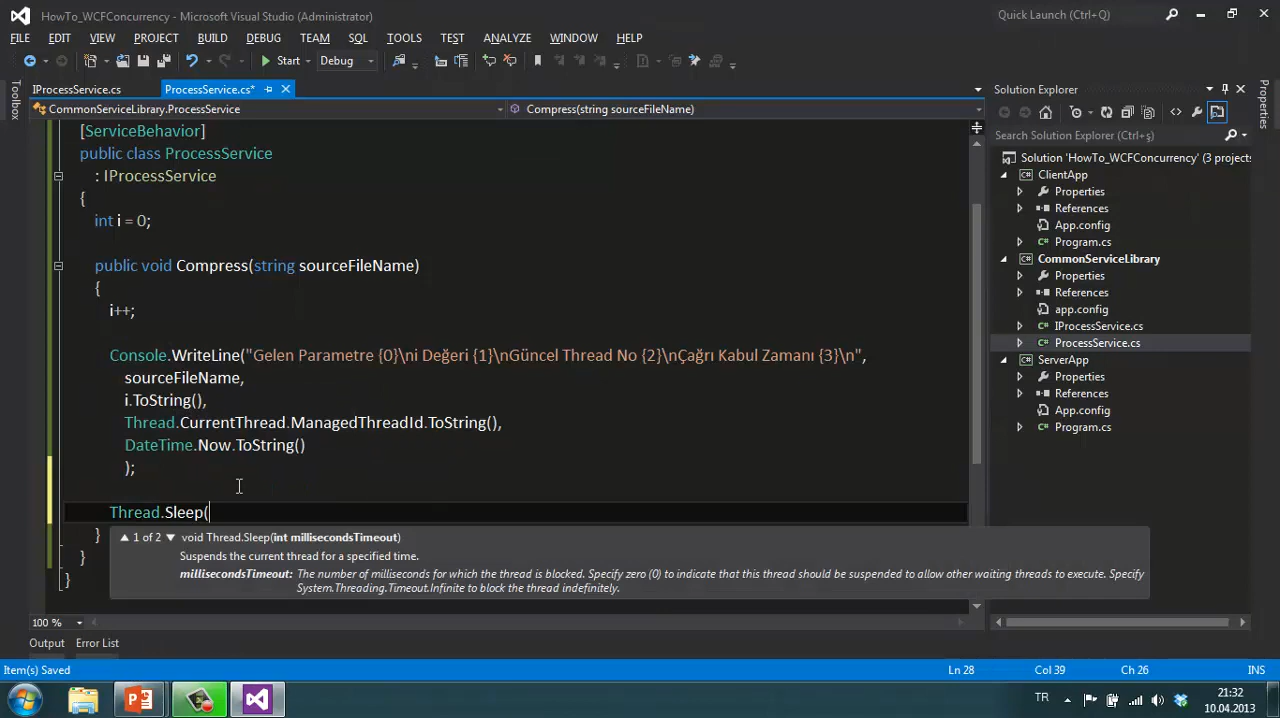 HowTo_WCFConcurrency - Microsoft Visual Studio (Administrator)
Quick Launch (Ctrl+Q)
FILE EDIT VIEW PROJECT BUILD DEBUG TEAM SQL TOOLS TEST ANALYZE WINDOW HELP
Start Debug
Toolbox
IProcessService.cs ProcessService.cs*
CommonServiceLibrary.ProcessService Compress(string sourceFileName)
[ServiceBehavior]
public class ProcessService
: IProcessService
{
int i = 0;
public void Compress(string sourceFileName)
{
i++;
Console.WriteLine("Gelen Parametre {0}\ni Değeri {1}\nGüncel Thread No {2}\nÇağrı Kabul Zamanı {3}\n",
sourceFileName,
i.ToString(),
Thread.CurrentThread.ManagedThreadId.ToString(),
DateTime.Now.ToString()
);
Thread.Sleep(
}
}
}
1 of 2 void Thread.Sleep(int millisecondsTimeout)
Suspends the current thread for a specified time.
millisecondsTimeout: The number of milliseconds for which the thread is blocked. Specify zero (0) to indicate that this thread should be suspended to allow other waiting threads to execute. Specify
System.Threading.Timeout.Infinite to block the thread indefinitely.
100 %
Solution Explorer
Search Solution Explorer (Ctrl+ş)
Solution 'HowTo_WCFConcurrency' (3 projects
ClientApp
Properties
References
App.config
Program.cs
CommonServiceLibrary
Properties
References
app.config
IProcessService.cs
ProcessService.cs
ServerApp
Properties
References
App.config
Program.cs
Properties
Output Error List
Item(s) Saved Ln 28 Col 39 Ch 26 INS
TR 21:32
10.04.2013